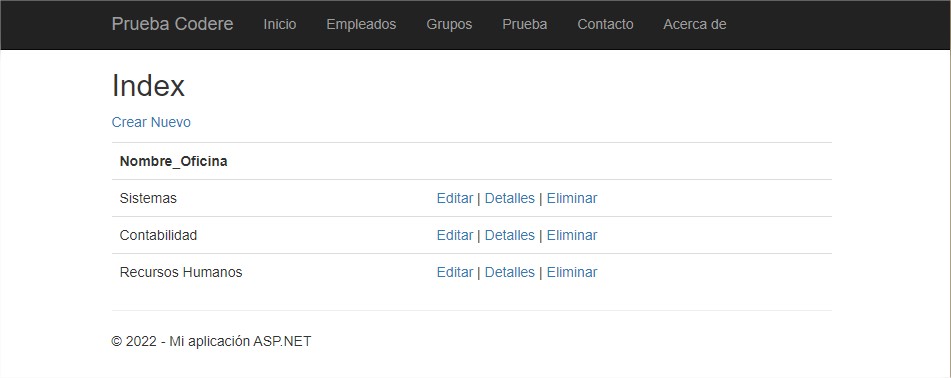 Prueba Codere Inicio Empleados Grupos Prueba Contacto Acerca de
Index
Crear Nuevo
Nombre_Oficina
Sistemas Editar | Detalles | Eliminar
Contabilidad Editar | Detalles | Eliminar
Recursos Humanos Editar | Detalles | Eliminar
© 2022 - Mi aplicación ASP.NET